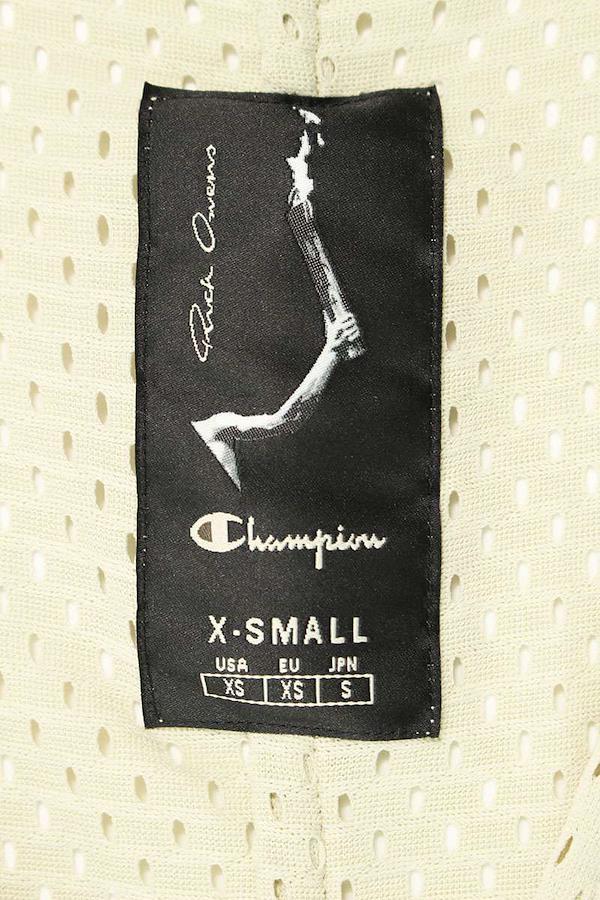 Rick Owens
Champion
X-SMALL
USA EU JPN
XS XS S